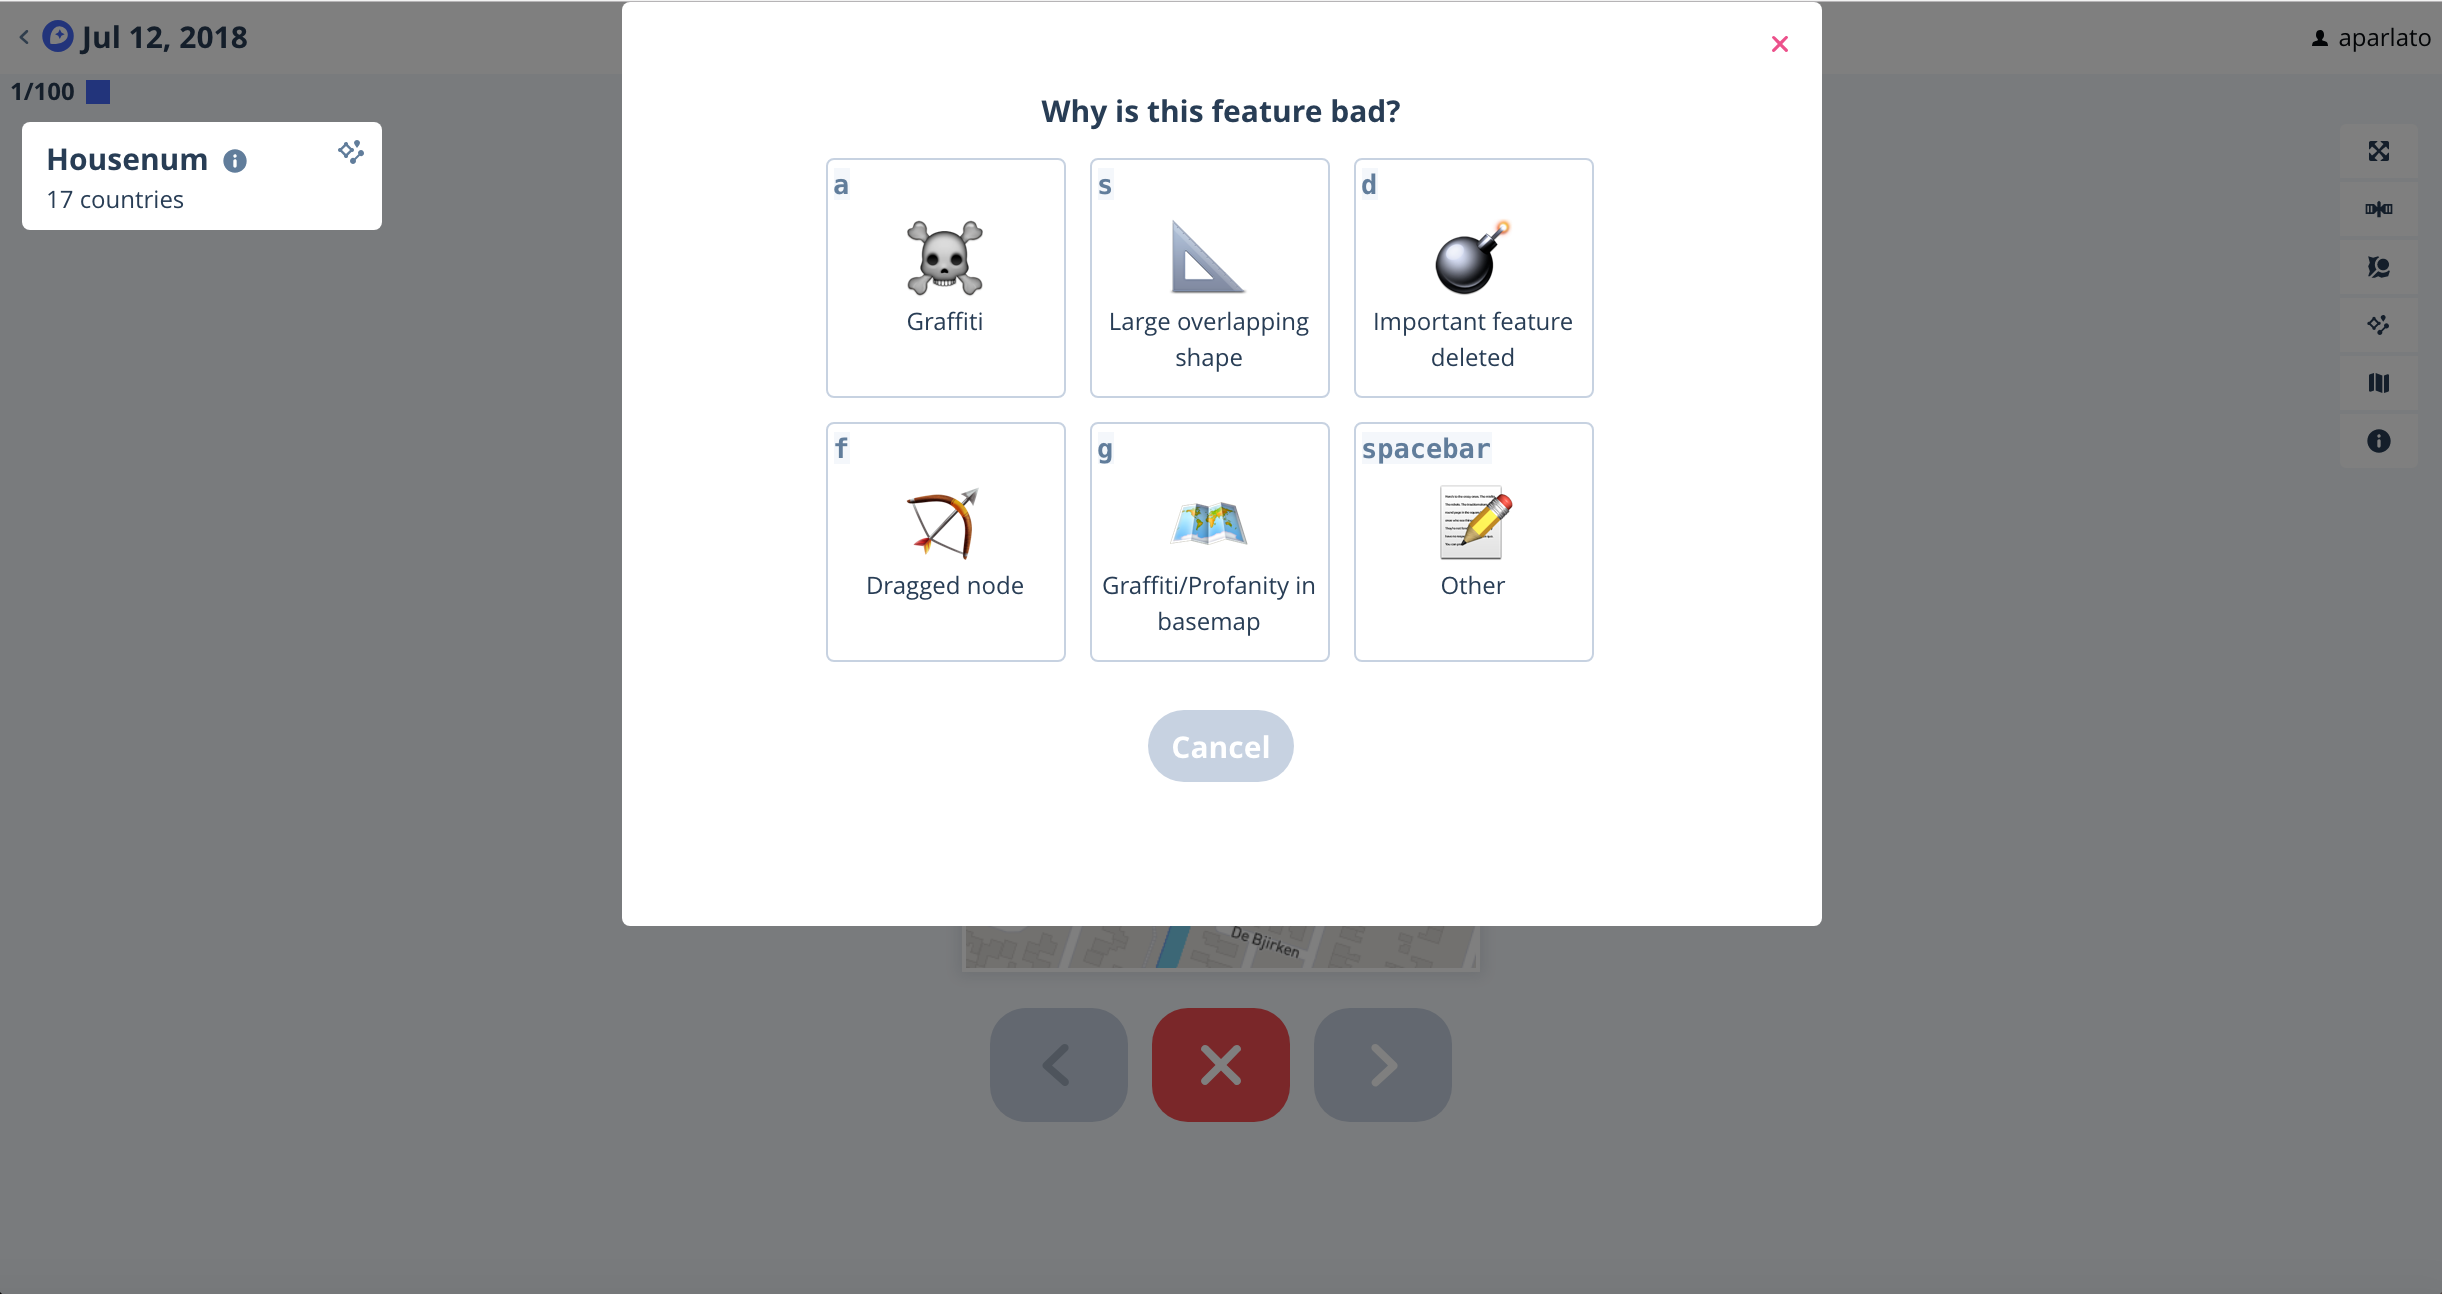 Jul 12, 2018
aparlato
1/100
Housenum
17 countries
Why is this feature bad?
a
Graffiti
s
Large overlapping
shape
d
Important feature
deleted
f
Dragged node
g
Graffiti/Profanity in
basemap
spacebar
Other
Cancel
De Bjirken